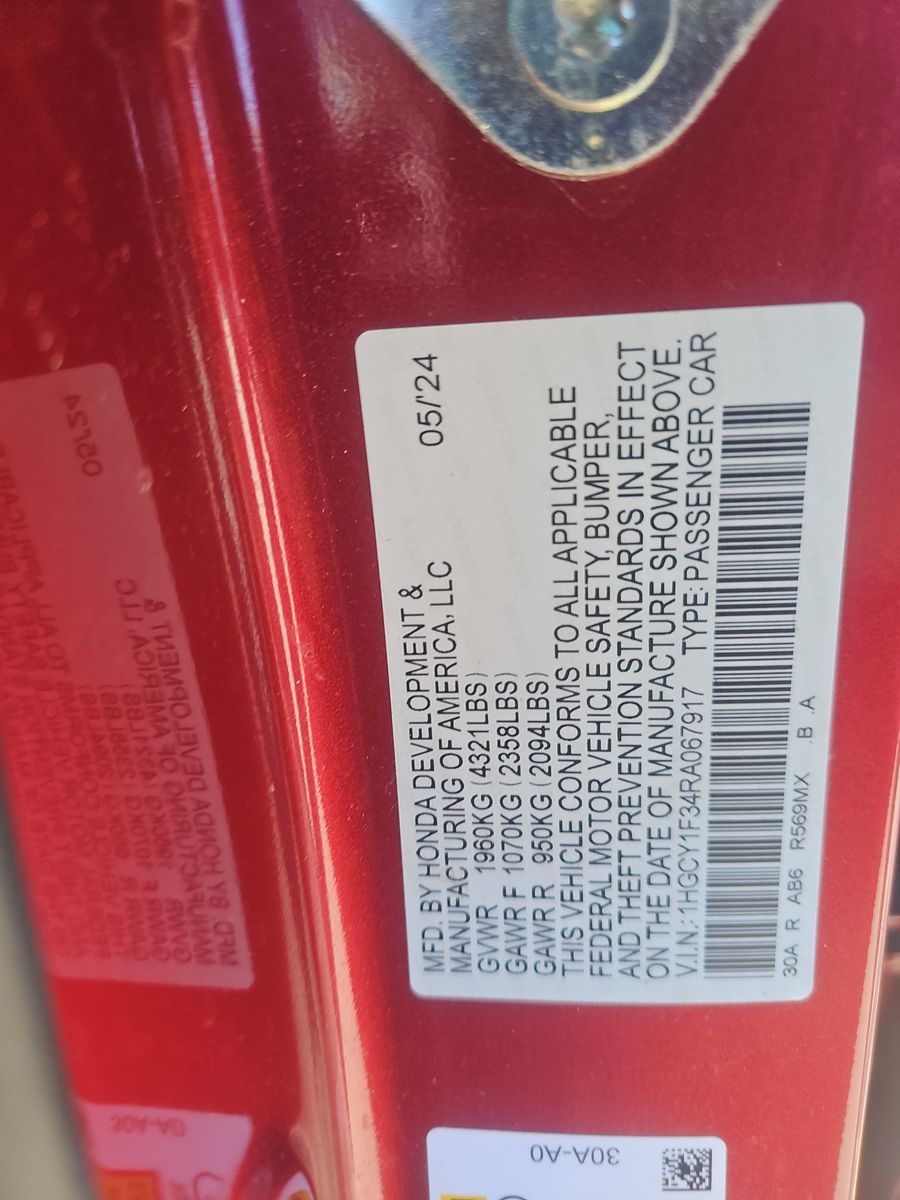 MFD. BY HONDA DEVELOPMENT &
MANUFACTURING OF AMERICA, LLC 05/'24
GVWR 1960KG (4321LBS)
GAWR F 1070KG (2358LBS)
GAWR R 950KG (2094LBS)
THIS VEHICLE CONFORMS TO ALL APPLICABLE
FEDERAL MOTOR VEHICLE SAFETY, BUMPER,
AND THEFT PREVENTION STANDARDS IN EFFECT
ON THE DATE OF MANUFACTURE SHOWN ABOVE.
V.I.N.: 1HGCY1F34RA067917 TYPE: PASSENGER CAR
30A R AB6 R569MX .B .A
30A-A0